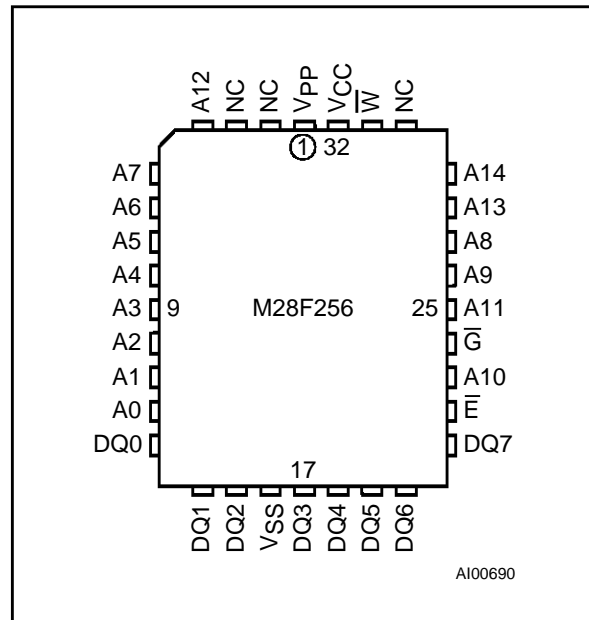 A12 NC NC VPP VCC W̅ NC
1 32
A7 A14
A6 A13
A5 A8
A4 A9
A3 9 M28F256 25 A11
A2 G̅
A1 A10
A0 E̅
DQ0 DQ7
17
DQ1 DQ2 VSS DQ3 DQ4 DQ5 DQ6
AI00690